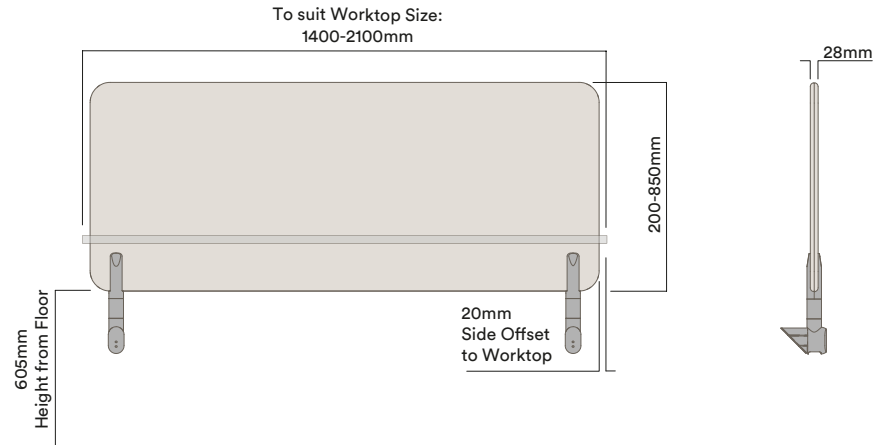 To suit Worktop Size:
1400-2100mm
28mm
200-850mm
20mm
Side Offset
to Worktop
605mm
Height from Floor